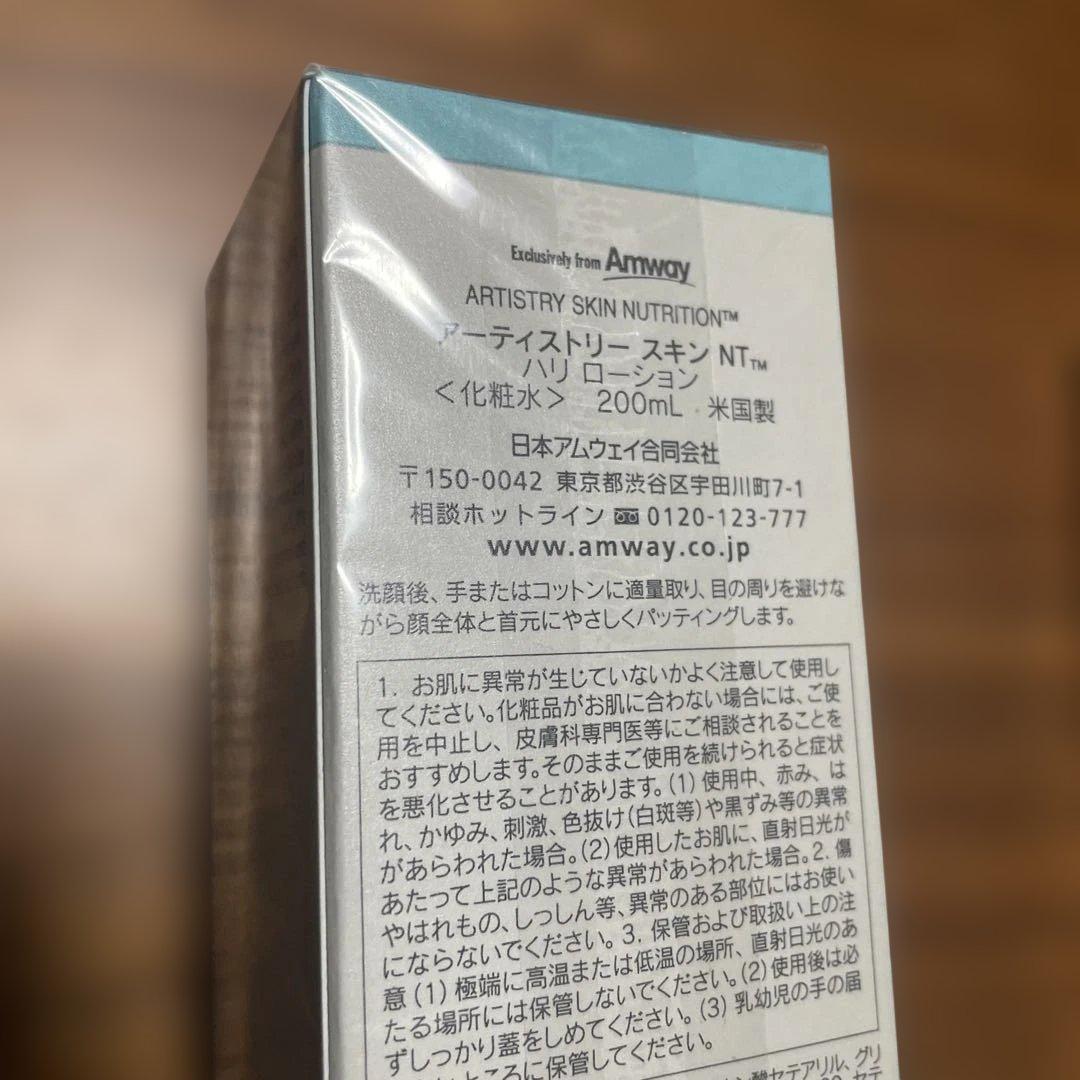 Exclusively from Amway
ARTISTRY SKIN NUTRITION™
アーティストリー スキン NT™
ハリ ローション
＜化粧水＞ 200mL 米国製
日本アムウェイ合同会社
〒150-0042 東京都渋谷区宇田川町7-1
相談ホットライン 0120-123-777
www.amway.co.jp
洗顔後、手またはコットンに適量取り、目の周りを避けな
がら顔全体と首元にやさしくパッティングします。
1. お肌に異常が生じていないかよく注意して使用し
てください。化粧品がお肌に合わない場合には、ご使
用を中止し、皮膚科専門医等にご相談されることを
おすすめします。そのままご使用を続けられると症状
を悪化させることがあります。(1) 使用中、赤み、は
れ、かゆみ、刺激、色抜け(白斑等)や黒ずみ等の異常
があらわれた場合。(2)使用したお肌に、直射日光が
あたって上記のような異常があらわれた場合。2. 傷
やはれもの、しっしん等、異常のある部位にはお使い
にならないでください。3. 保管および取扱い上の注
意 (1) 極端に高温または低温の場所、直射日光のあ
たる場所には保管しないでください。(2) 使用後は必
ずしっかり蓋をしめてください。(3) 乳幼児の手の届
ところに保管してください。
酸セテアリル、グリ